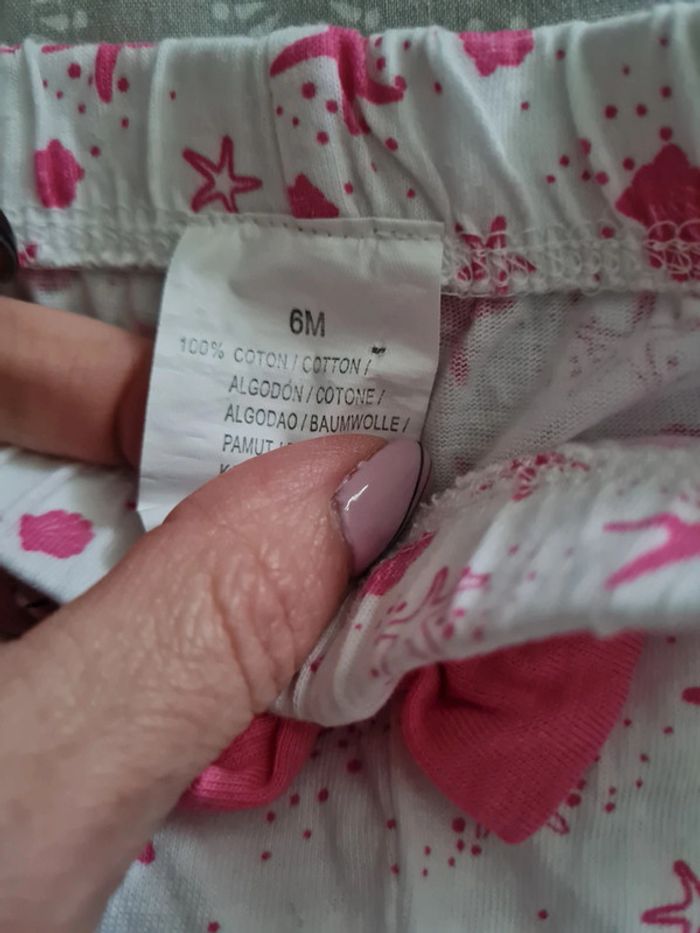 6M
100% COTON / COTTON /
ALGODÓN / COTONE /
ALGODAO / BAUMWOLLE /
PAMUT /